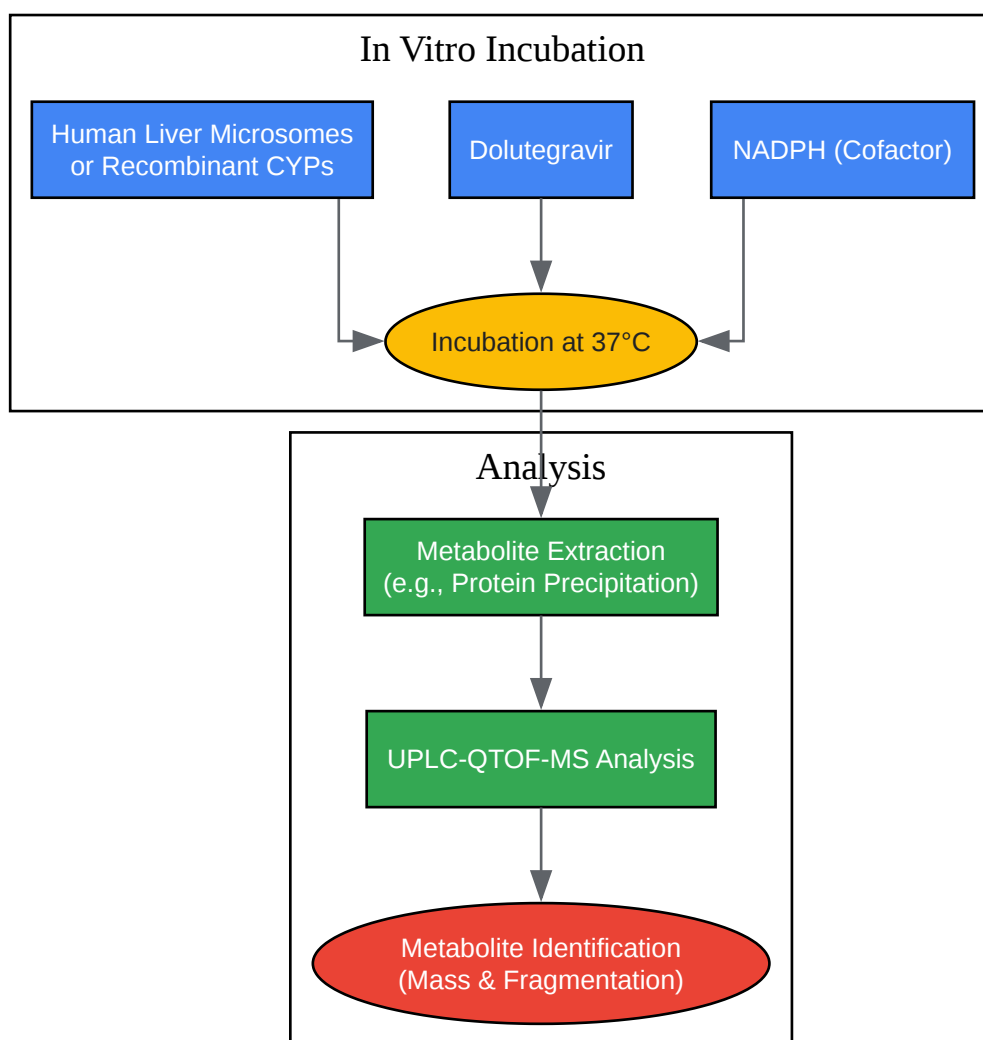 In Vitro Incubation
Human Liver Microsomes
or Recombinant CYPs
Dolutegravir
NADPH (Cofactor)
Incubation at 37°C
Analysis
Metabolite Extraction
(e.g., Protein Precipitation)
UPLC-QTOF-MS Analysis
Metabolite Identification
(Mass & Fragmentation)